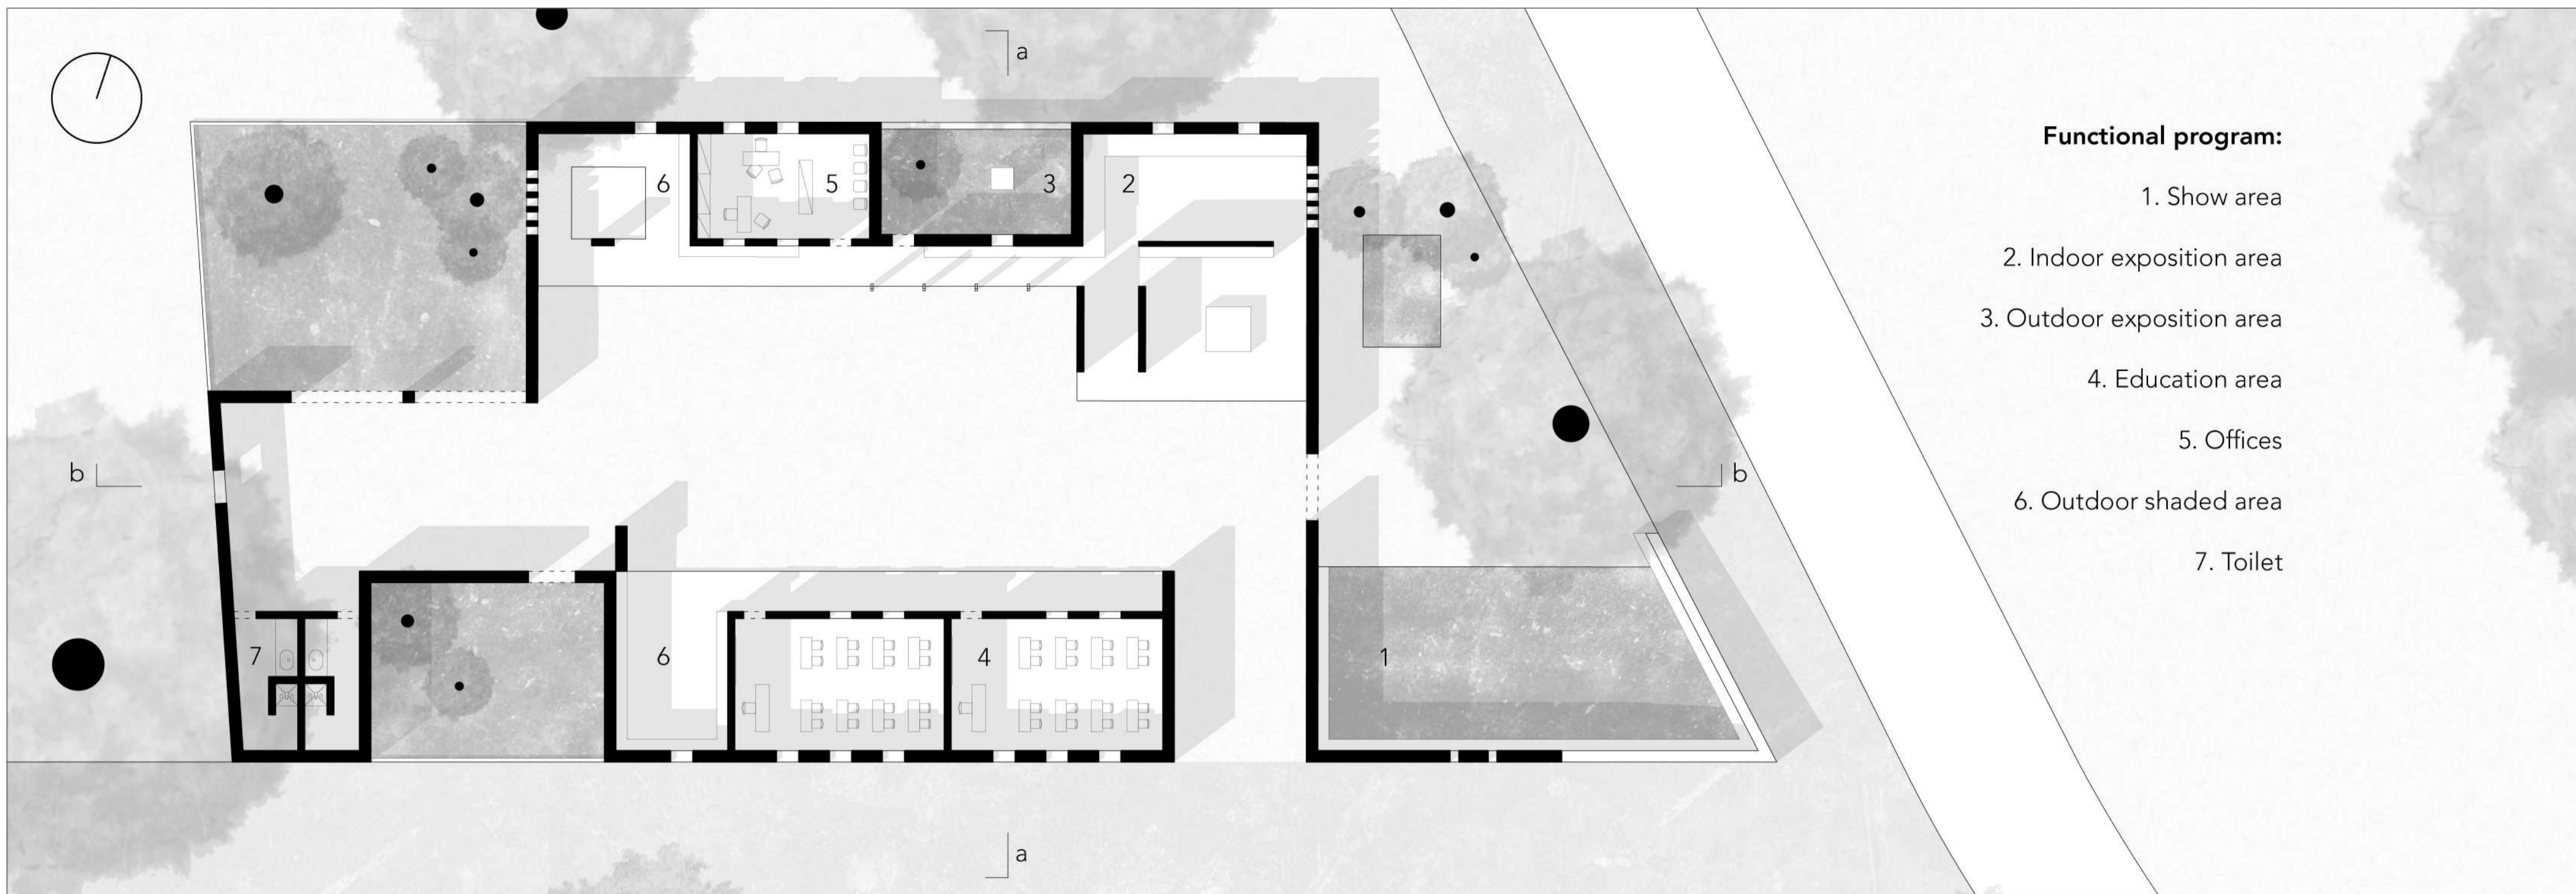 a
Functional program:
1. Show area
2. Indoor exposition area
3. Outdoor exposition area
4. Education area
5. Offices
6. Outdoor shaded area
7. Toilet
6
5
3
2
b
b
7
6
4
1
a